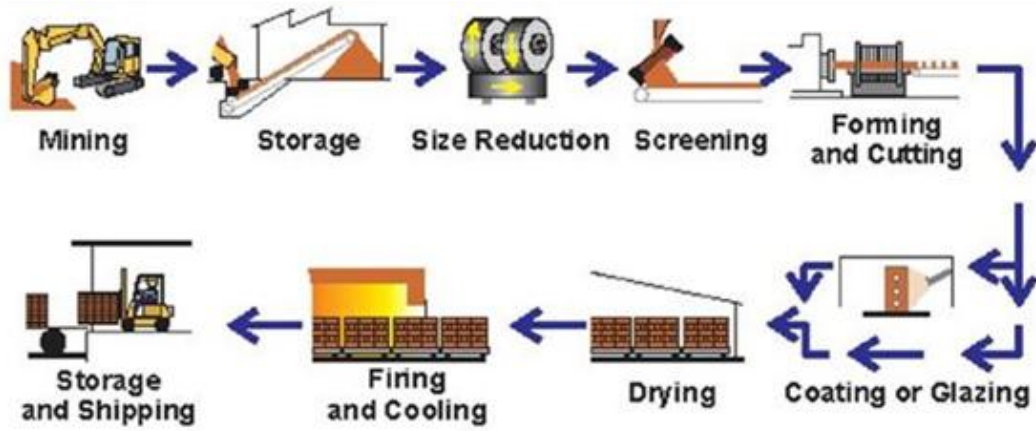 Mining
Storage
Size Reduction
Screening
Forming
and Cutting
Storage
and Shipping
Firing
and Cooling
Drying
Coating or Glazing